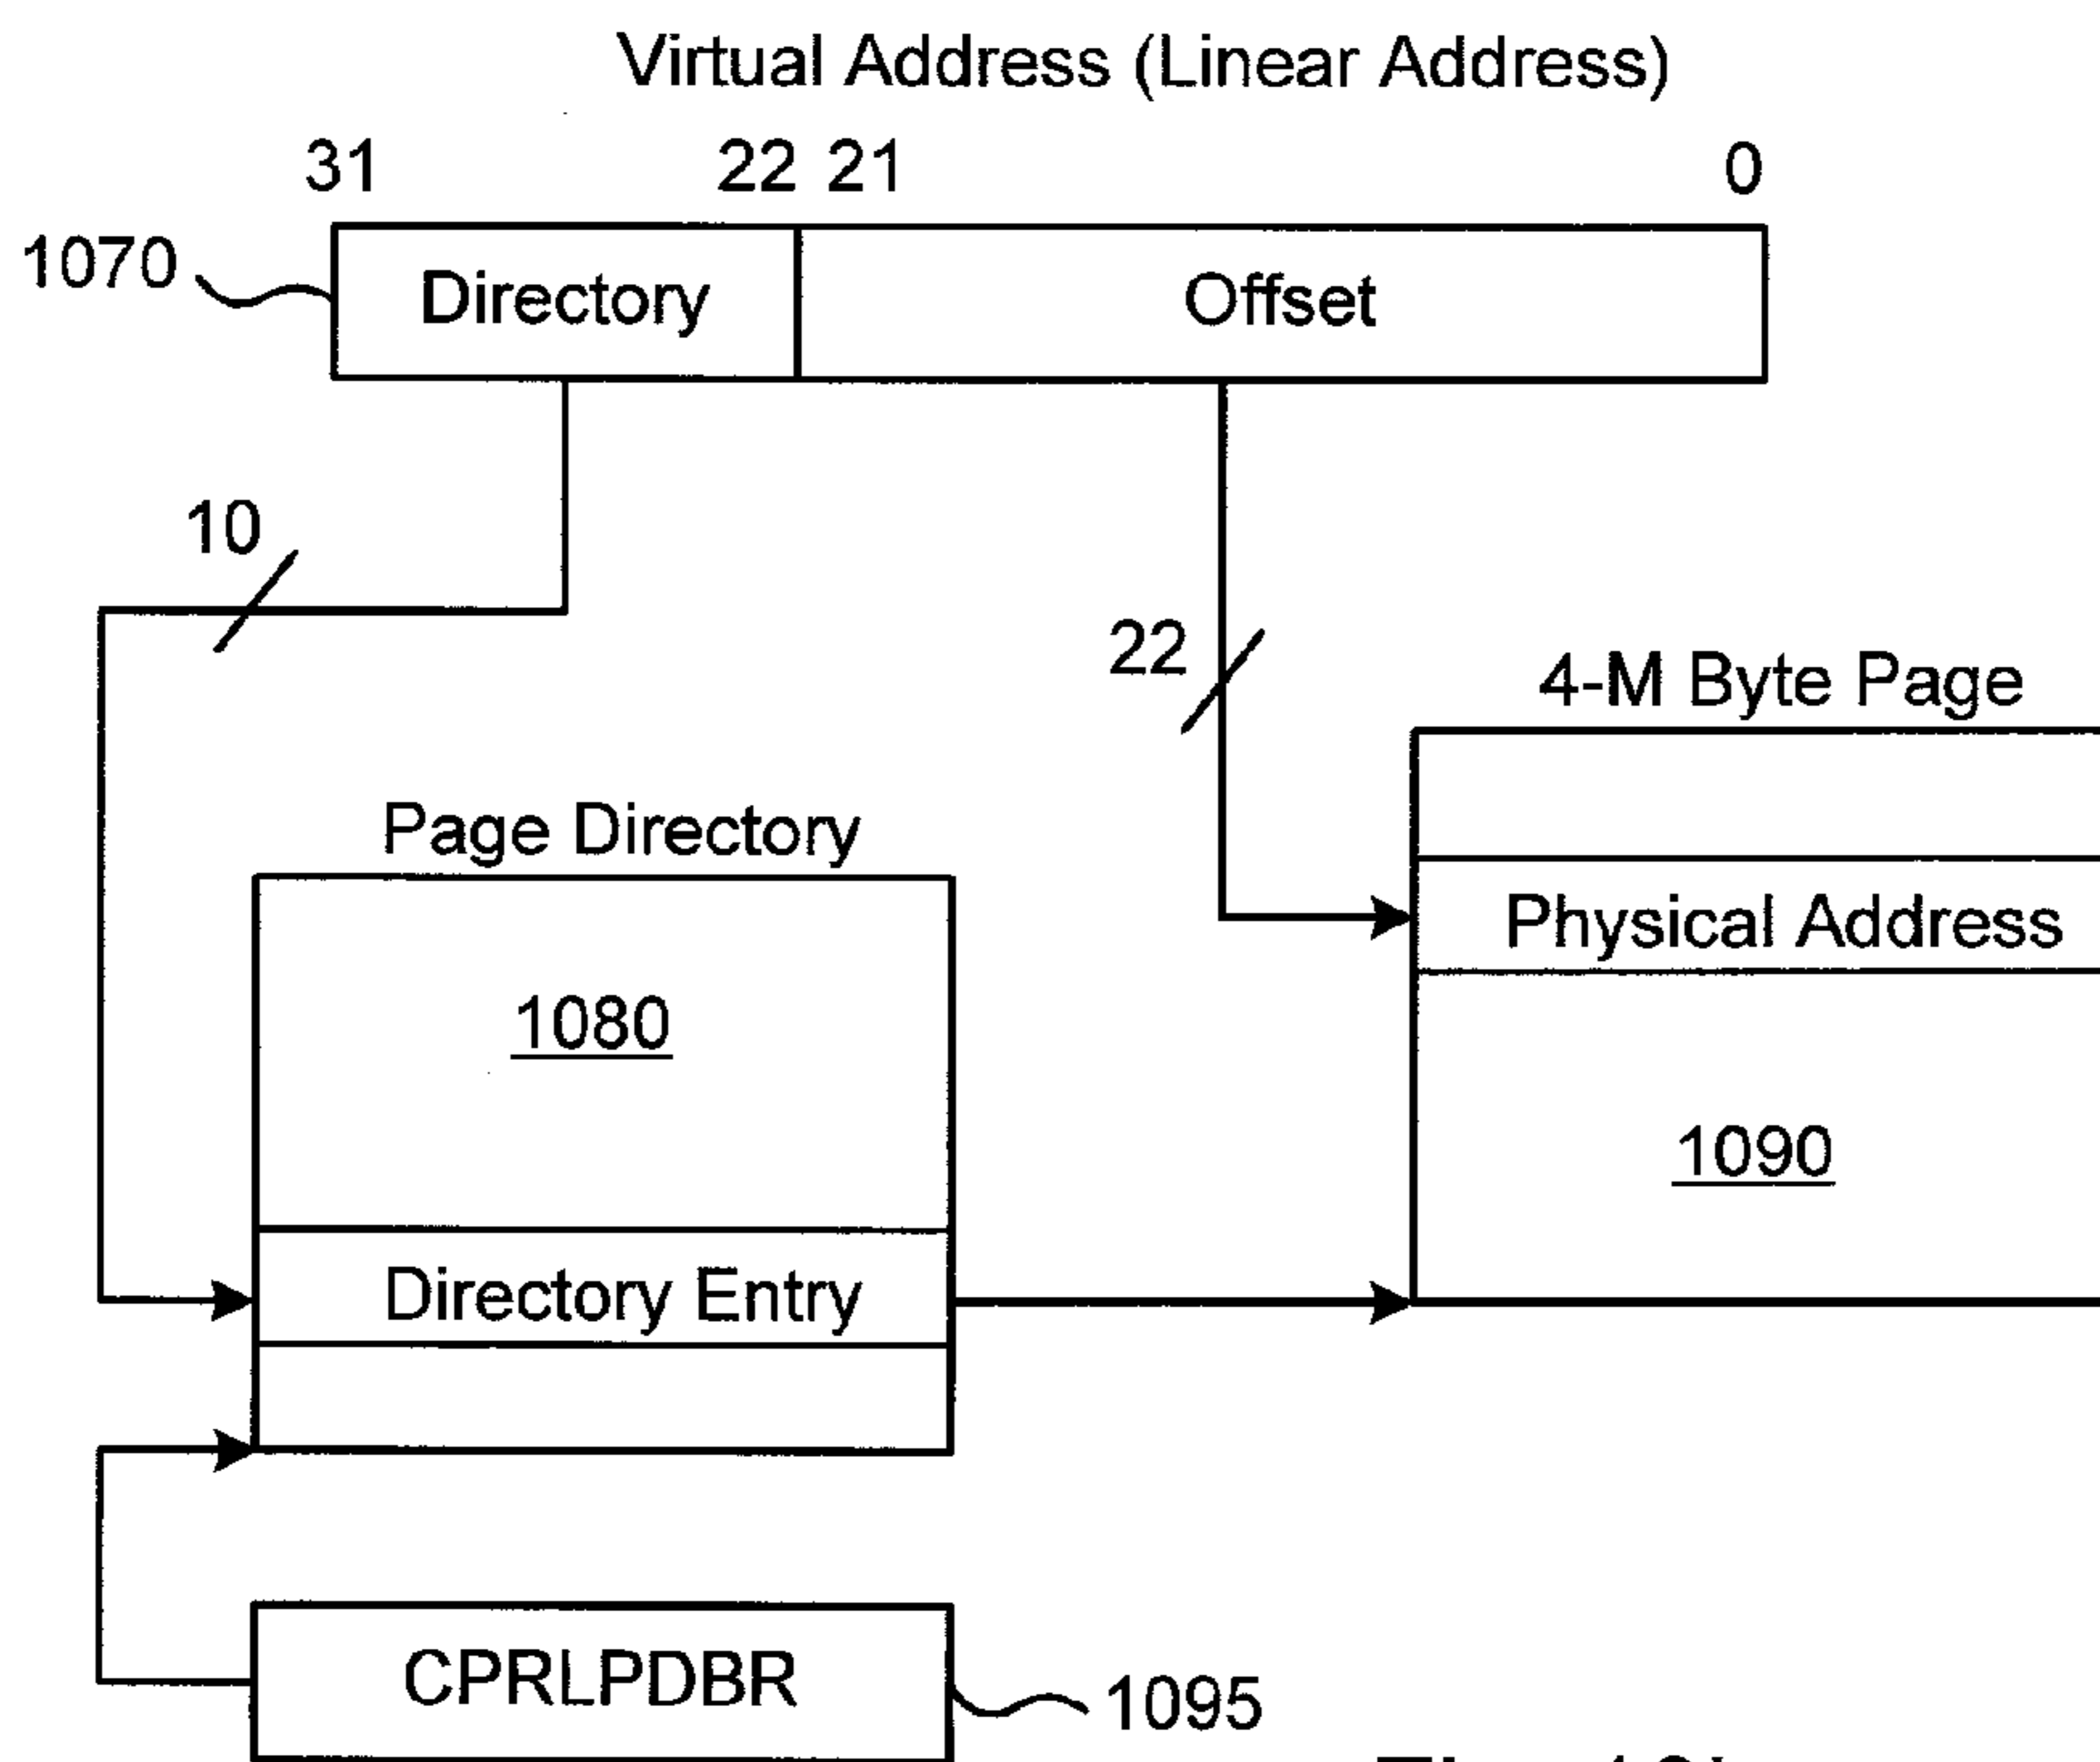 Virtual Address (Linear Address)
31 22 21 0
1070
Directory Offset
10
22
4-M Byte Page
Page Directory
Physical Address
1080
1090
Directory Entry
CPRLPDBR
1095